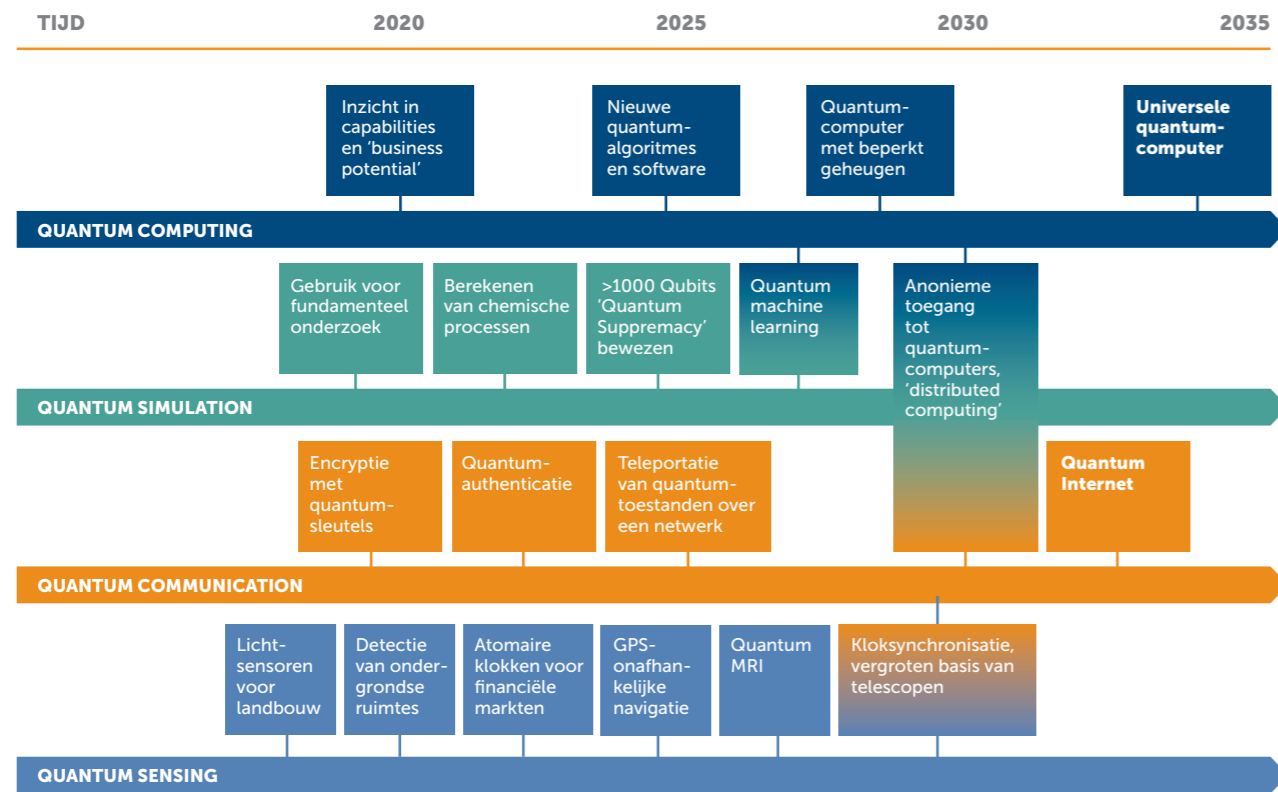 TIJD 2020 2025 2030 2035
Inzicht in
capabilities
en ‘business
potential’
Nieuwe
quantum-
algoritmes
en software
Quantum-
computer
met beperkt
geheugen
Universele
quantum-
computer
QUANTUM COMPUTING
Gebruik voor
fundamenteel
onderzoek
Berekenen
van chemische
processen
>1000 Qubits
‘Quantum
Suppremacy’
bewezen
Quantum
machine
learning
Anonieme
toegang
tot
quantum-
computers,
‘distributed
computing’
QUANTUM SIMULATION
Encryptie
met
quantum-
sleutels
Quantum-
authenticatie
Teleportatie
van quantum-
toestanden over
een netwerk
Quantum
Internet
QUANTUM COMMUNICATION
Licht-
sensoren
voor
landbouw
Detectie
van onder-
grondse
ruimtes
Atomaire
klokken voor
financiële
markten
GPS-
onafhan-
kelijke
navigatie
Quantum
MRI
Kloksynchronisatie,
vergroten basis van
telescopen
QUANTUM SENSING